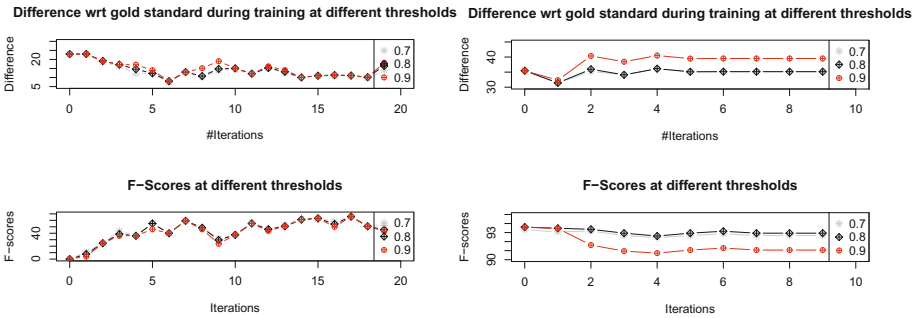 Difference wrt gold standard during training at different thresholds
Difference
20
5
0.7
0.8
0.9
0 5 10 15 20
#Iterations
Difference wrt gold standard during training at different thresholds
Difference
40
30
0.7
0.8
0.9
0 2 4 6 8 10
#Iterations
F−Scores at different thresholds
F−scores
40
0
0.7
0.8
0.9
0 5 10 15 20
Iterations
F−Scores at different thresholds
F−scores
93
90
0.7
0.8
0.9
0 2 4 6 8 10
Iterations